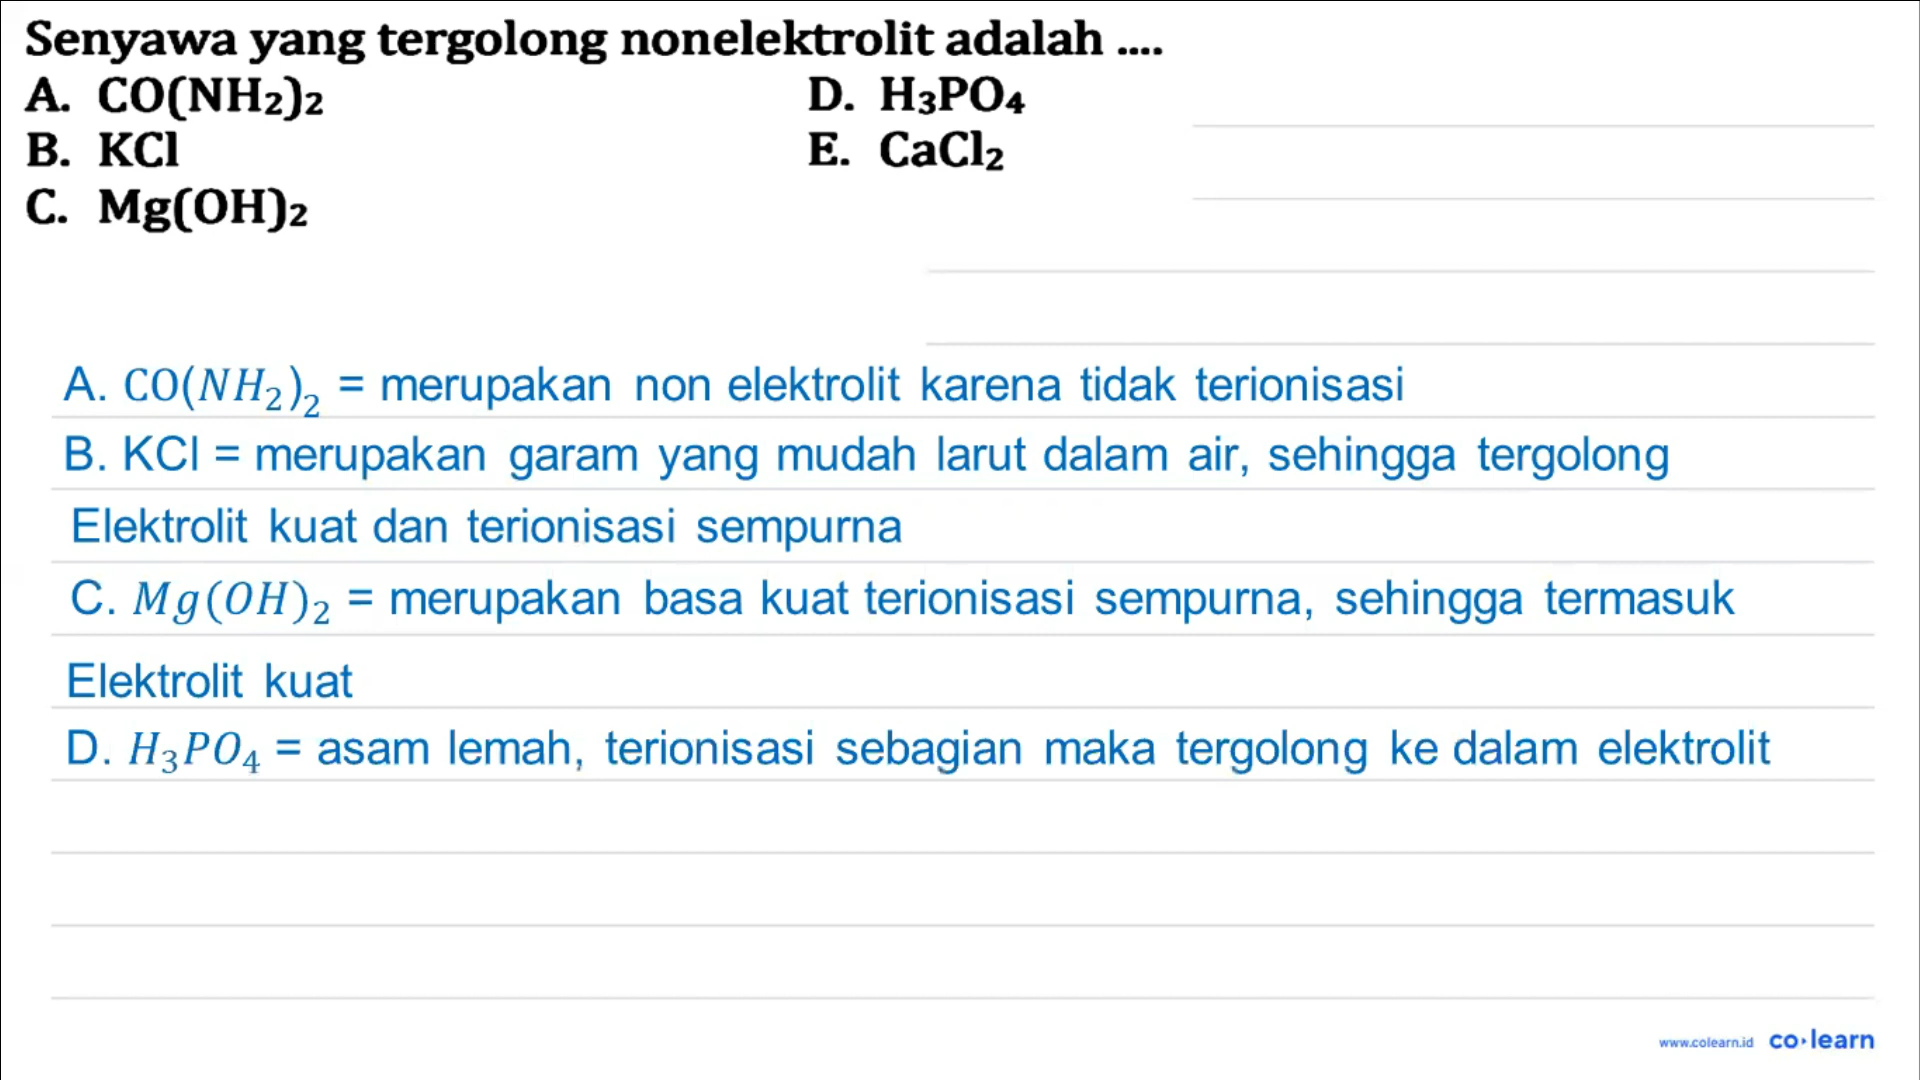 Senyawa yang tergolong nonelektrolit adalah ....
A. CO(NH₂)₂ D. H₃PO₄
B. KCl E. CaCl₂
C. Mg(OH)₂
A. CO(NH₂)₂ = merupakan non elektrolit karena tidak terionisasi
B. KCl = merupakan garam yang mudah larut dalam air, sehingga tergolong
Elektrolit kuat dan terionisasi sempurna
C. Mg(OH)₂ = merupakan basa kuat terionisasi sempurna, sehingga termasuk
Elektrolit kuat
D. H₃PO₄ = asam lemah, terionisasi sebagian maka tergolong ke dalam elektrolit
www.colearn.id co·learn